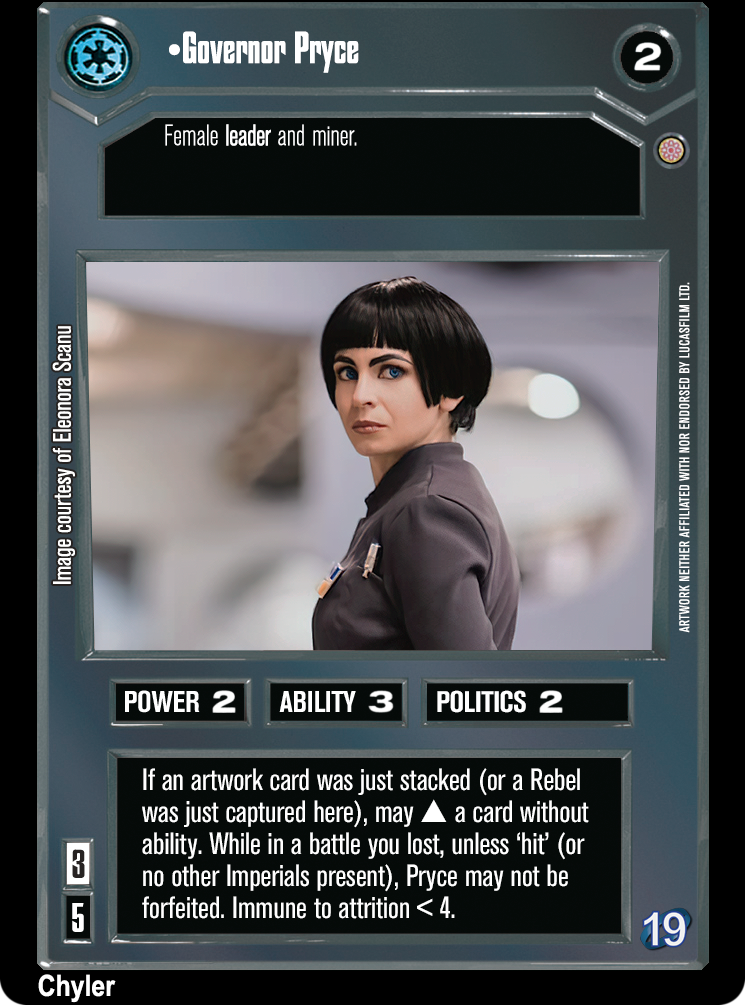 •Governor Pryce
2
Female leader and miner.
Image courtesy of Eleonora Scanu
ARTWORK NEITHER AFFILIATED WITH NOR ENDORSED BY LUCASFILM LTD.
POWER 2
ABILITY 3
POLITICS 2
If an artwork card was just stacked (or a Rebel
was just captured here), may ▲ a card without
ability. While in a battle you lost, unless ‘hit’ (or
no other Imperials present), Pryce may not be
forfeited. Immune to attrition < 4.
3
5
19
Chyler